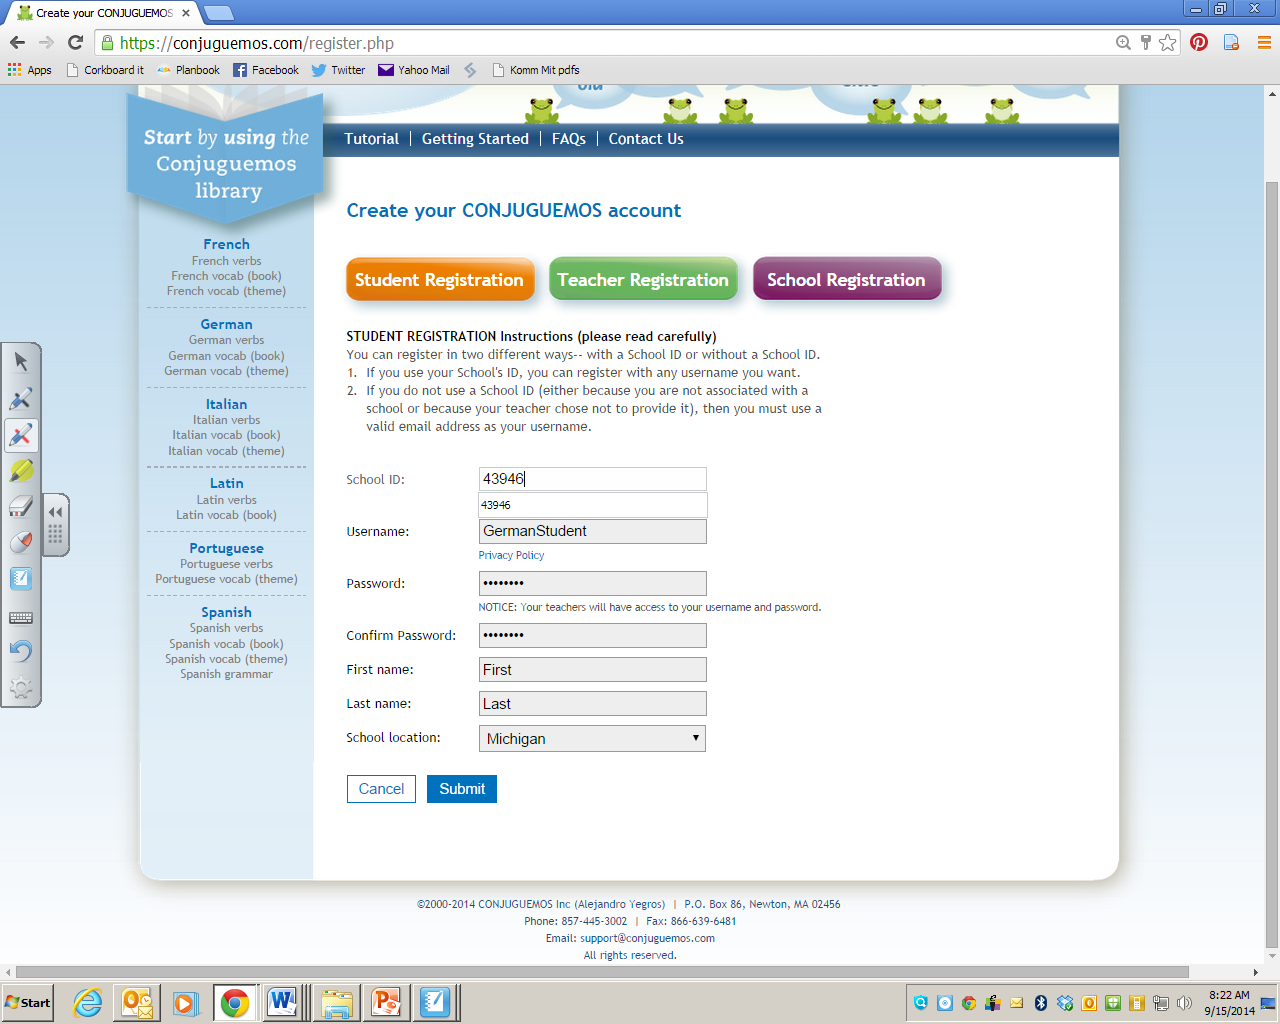 Create your CONJUGUEMOS
https://conjuguemos.com/register.php
Apps
Corkboard it
Planbook
Facebook
Twitter
Yahoo Mail
Komm Mit pdfs
Start by using the
Conjuguemos
library
Tutorial | Getting Started | FAQs | Contact Us
French
French verbs
French vocab (book)
French vocab (theme)
German
German verbs
German vocab (book)
German vocab (theme)
Italian
Italian verbs
Italian vocab (book)
Italian vocab (theme)
Latin
Latin verbs
Latin vocab (book)
Portuguese
Portuguese verbs
Portuguese vocab (theme)
Spanish
Spanish verbs
Spanish vocab (book)
Spanish vocab (theme)
Spanish grammar
Create your CONJUGUEMOS account
Student Registration
Teacher Registration
School Registration
STUDENT REGISTRATION Instructions (please read carefully)
You can register in two different ways-- with a School ID or without a School ID.
1. If you use your School's ID, you can register with any username you want.
2. If you do not use a School ID (either because you are not associated with a
school or because your teacher chose not to provide it), then you must use a
valid email address as your username.
School ID: 43946
43946
Username: GermanStudent
Privacy Policy
Password: ••••••••
NOTICE: Your teachers will have access to your username and password.
Confirm Password: ••••••••
First name: First
Last name: Last
School location: Michigan
Cancel
Submit
©2000-2014 CONJUGUEMOS Inc (Alejandro Yegros) | P.O. Box 86, Newton, MA 02456
Phone: 857-445-3002 | Fax: 866-639-6481
Email: support@conjuguemos.com
All rights reserved.
Start
8:22 AM
9/15/2014